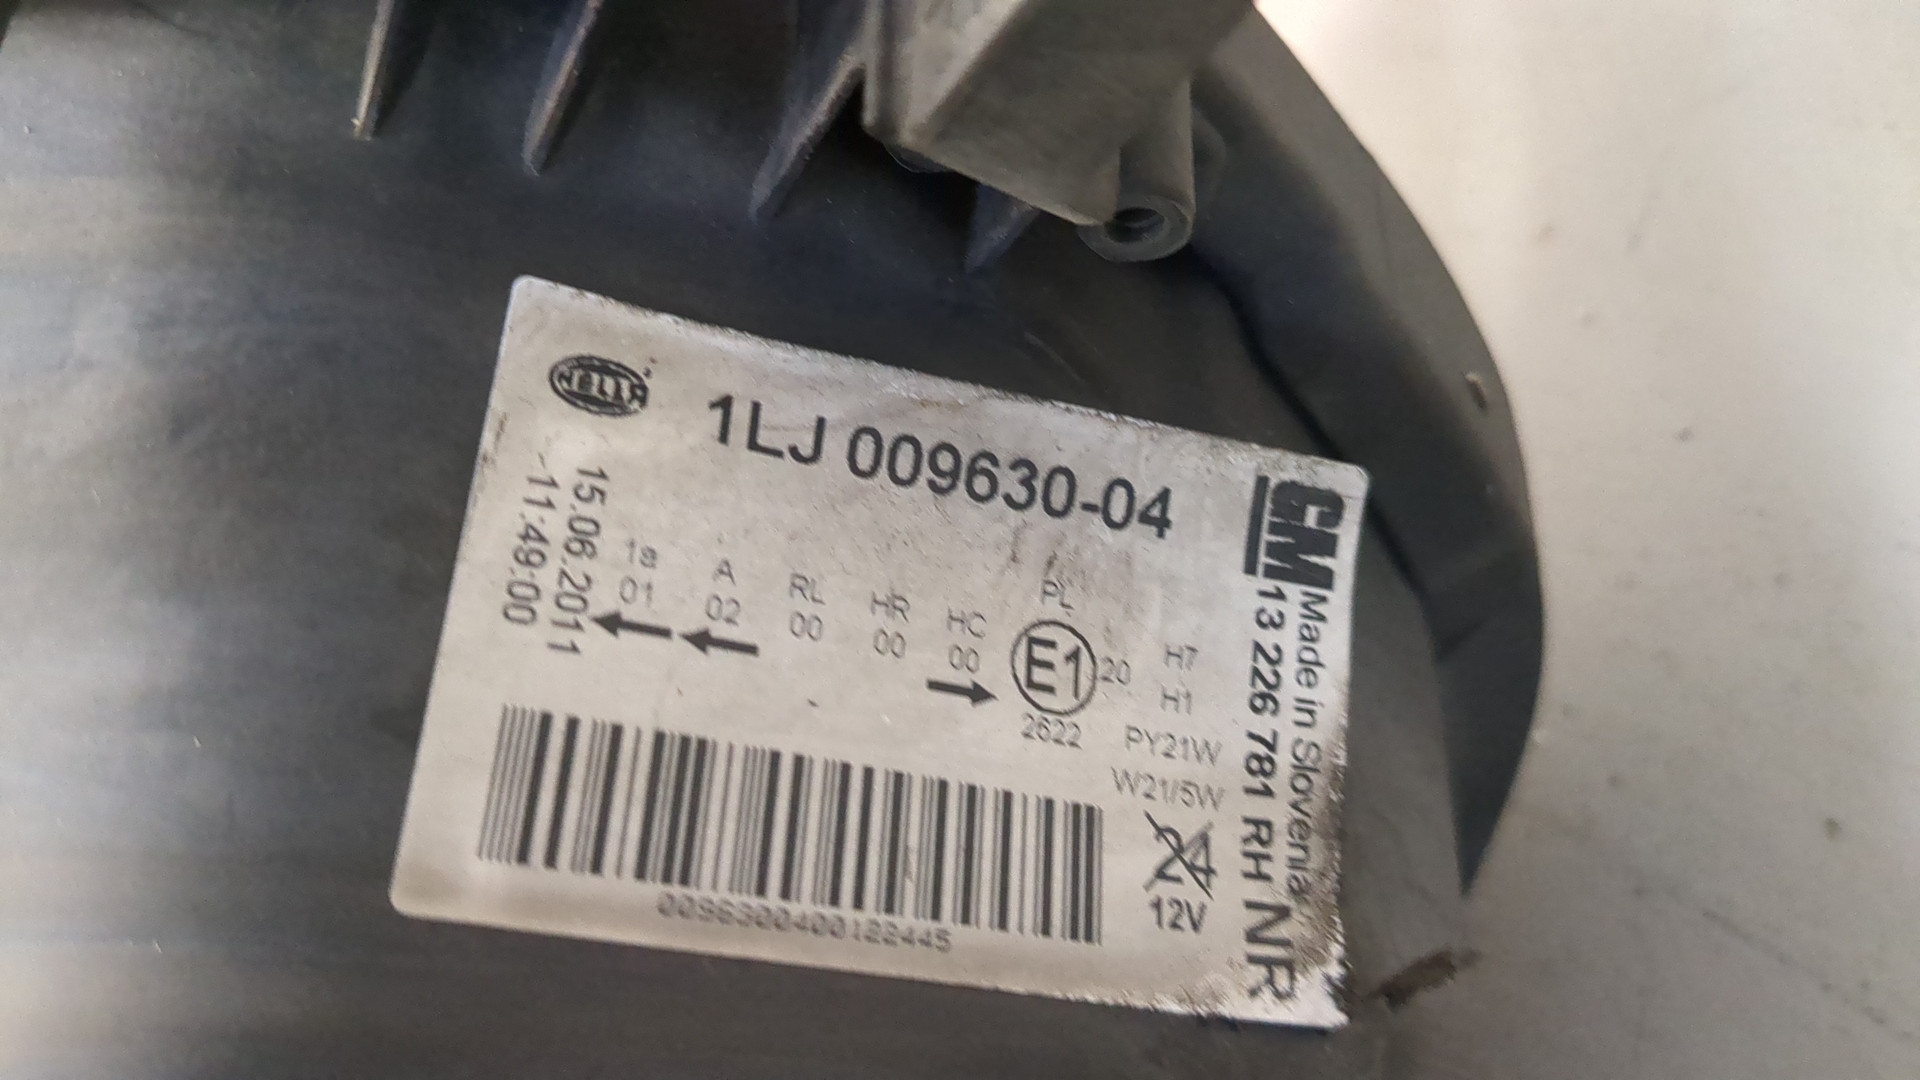 HELLA
1LJ 009630-04
GM 13 226 781 RH NR
Made in Slovenia
15.06.2011
-11:49:00
1a A RL HR HC PL
01 02 00 00 00
E1 20
2622
H7
H1
PY21W
W21/5W
24
12V
0096300400122445